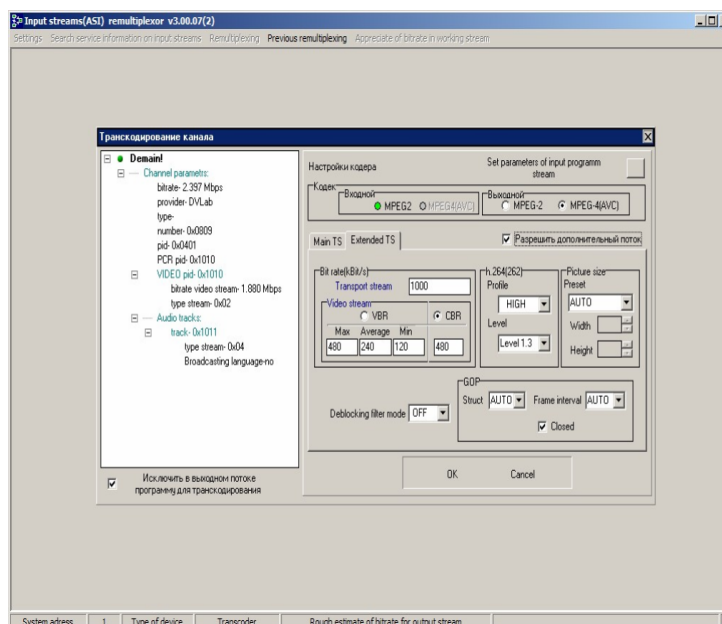 Input streams(ASI) remultiplexor v3.00.07(2)
Settings Search service information on input streams Remultiplexing Previous remultiplexing Appreciate of bitrate in working stream
Транскодирование канала
Demain!
Channel parametrs:
bitrate- 2.397 Mbps
provider- DVLab
type-
number- 0x0809
pid- 0x0401
PCR pid- 0x1010
VIDEO pid- 0x1010
bitrate video stream- 1.880 Mbps
type stream- 0x02
Audio tracks:
track- 0x1011
type stream- 0x04
Broadcasting language-no
Исключить в выходном потоке
программу для транскодирования
Настройки кодера
Set parameters of input programm
stream
Кодек
Входной
MPEG2 MPEG4(AVC)
Выходной
MPEG-2 MPEG-4(AVC)
Main TS Extended TS
Разрешить дополнительный поток
Bit rate(kBit/s)
Transport stream 1000
Video stream
VBR CBR
Max Average Min
480 240 120 480
h.264(262)
Profile
HIGH
Level
Level 1.3
Picture size
Preset
AUTO
Width
Height
Deblocking filter mode OFF
GOP
Struct AUTO Frame interval AUTO
Closed
OK Cancel
System adress 1 Type of device Transcoder Rough estimate of bitrate for output stream